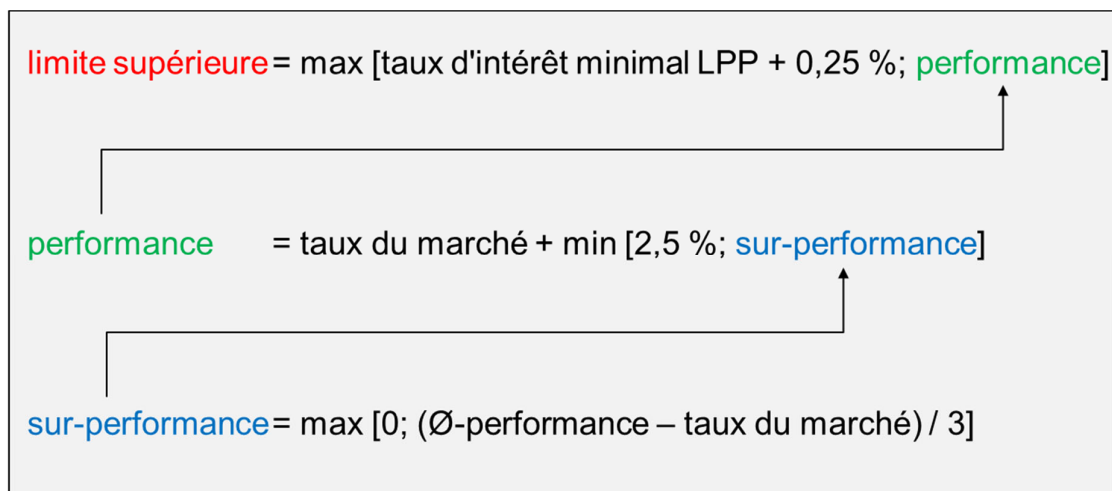 limite supérieure = max [taux d'intérêt minimal LPP + 0,25 %; performance]
performance = taux du marché + min [2,5 %; sur-performance]
sur-performance = max [0; (Ø-performance – taux du marché) / 3]